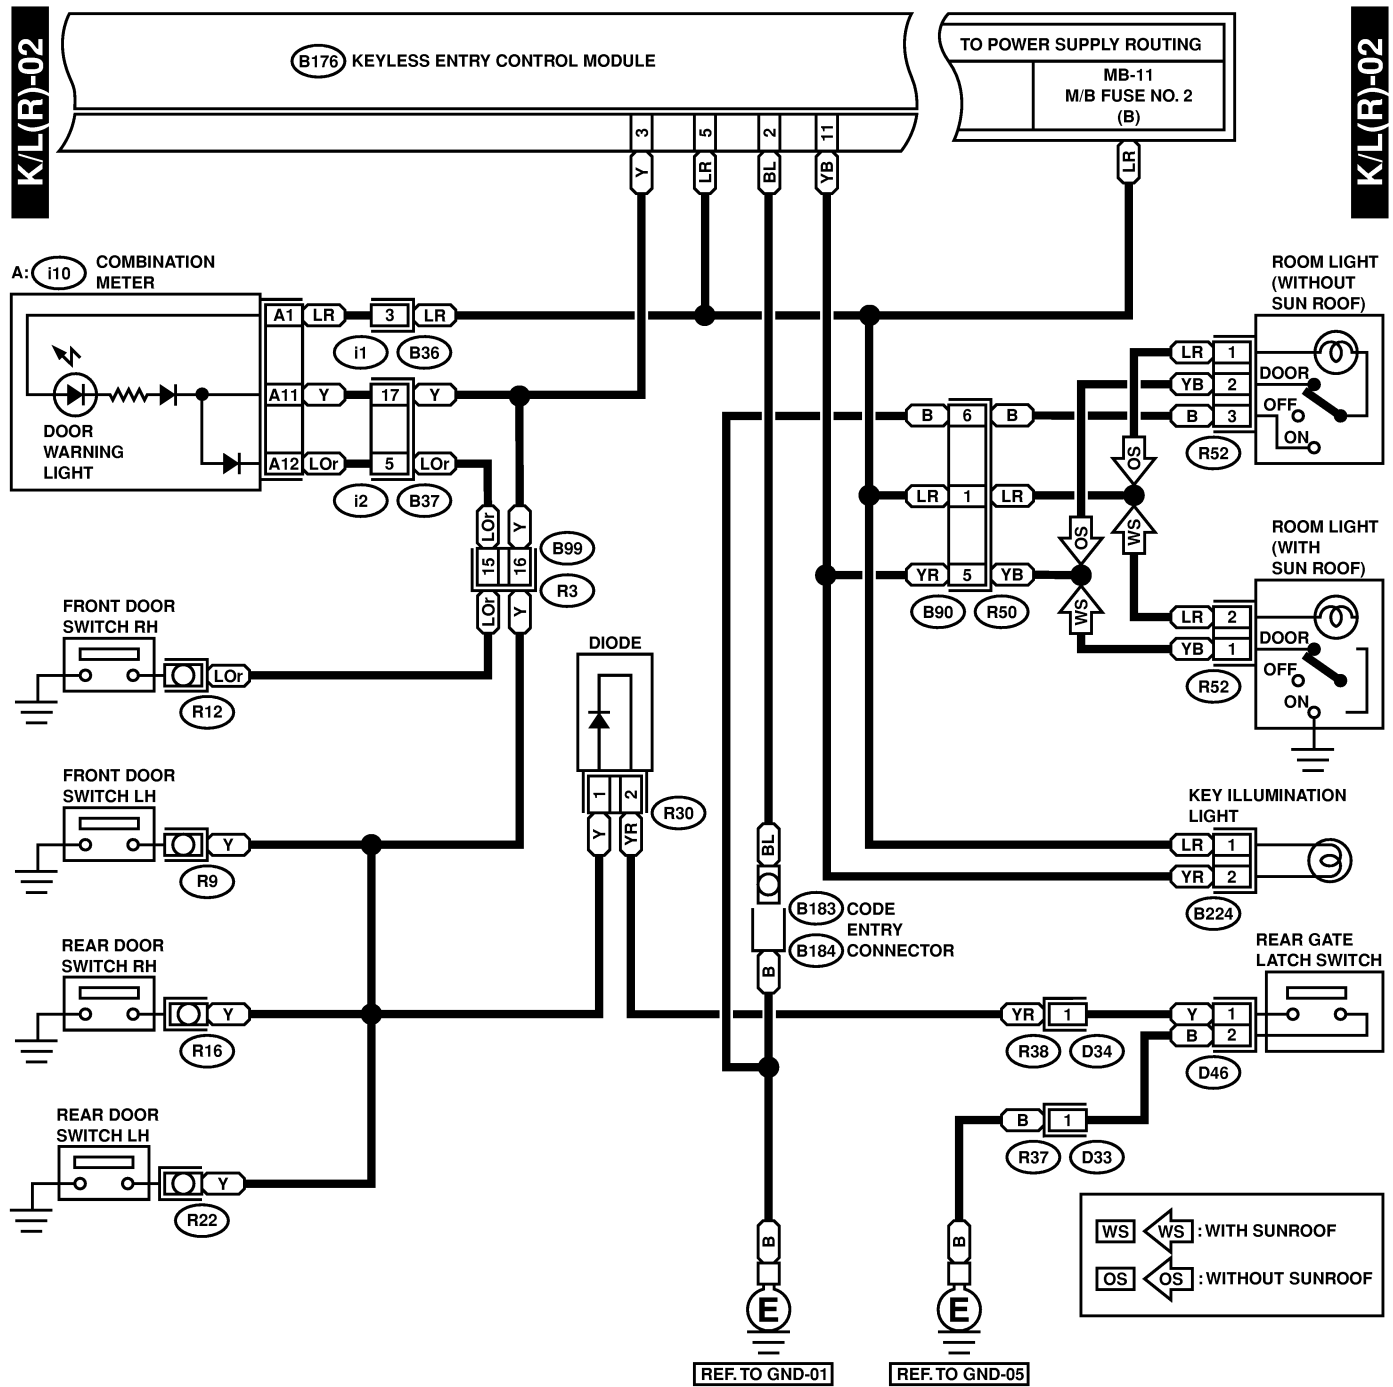 K/L(R)-02
B176 KEYLESS ENTRY CONTROL MODULE
TO POWER SUPPLY ROUTING
MB-11
M/B FUSE NO. 2
(B)
K/L(R)-02
3 5 2 11
Y LR BL YB LR
A: i10 COMBINATION
METER
A1 LR 3 LR
i1 B36
A11 Y 17 Y
DOOR
WARNING
LIGHT
A12 LOr 5 LOr
i2 B37
LOr Y
15 16
B99
R3
LOr Y
ROOM LIGHT
(WITHOUT
SUN ROOF)
LR 1
YB 2
B 3
DOOR
OFF
ON
R52
B 6 B
LR 1 LR
YR 5 YB
B90 R50
OS
WS
OS
WS
ROOM LIGHT
(WITH
SUN ROOF)
LR 2
YB 1
DOOR
OFF
ON
R52
FRONT DOOR
SWITCH RH
LOr
R12
DIODE
1 2
R30
Y YR
FRONT DOOR
SWITCH LH
Y
R9
KEY ILLUMINATION
LIGHT
LR 1
YR 2
B224
BL
B183 CODE
ENTRY
B184 CONNECTOR
B
REAR DOOR
SWITCH RH
Y
R16
REAR GATE
LATCH SWITCH
YR 1 Y 1
B 2
R38 D34
D46
B 1
R37 D33
REAR DOOR
SWITCH LH
Y
R22
B B
E E
REF. TO GND-01
REF. TO GND-05
WS WS : WITH SUNROOF
OS OS : WITHOUT SUNROOF